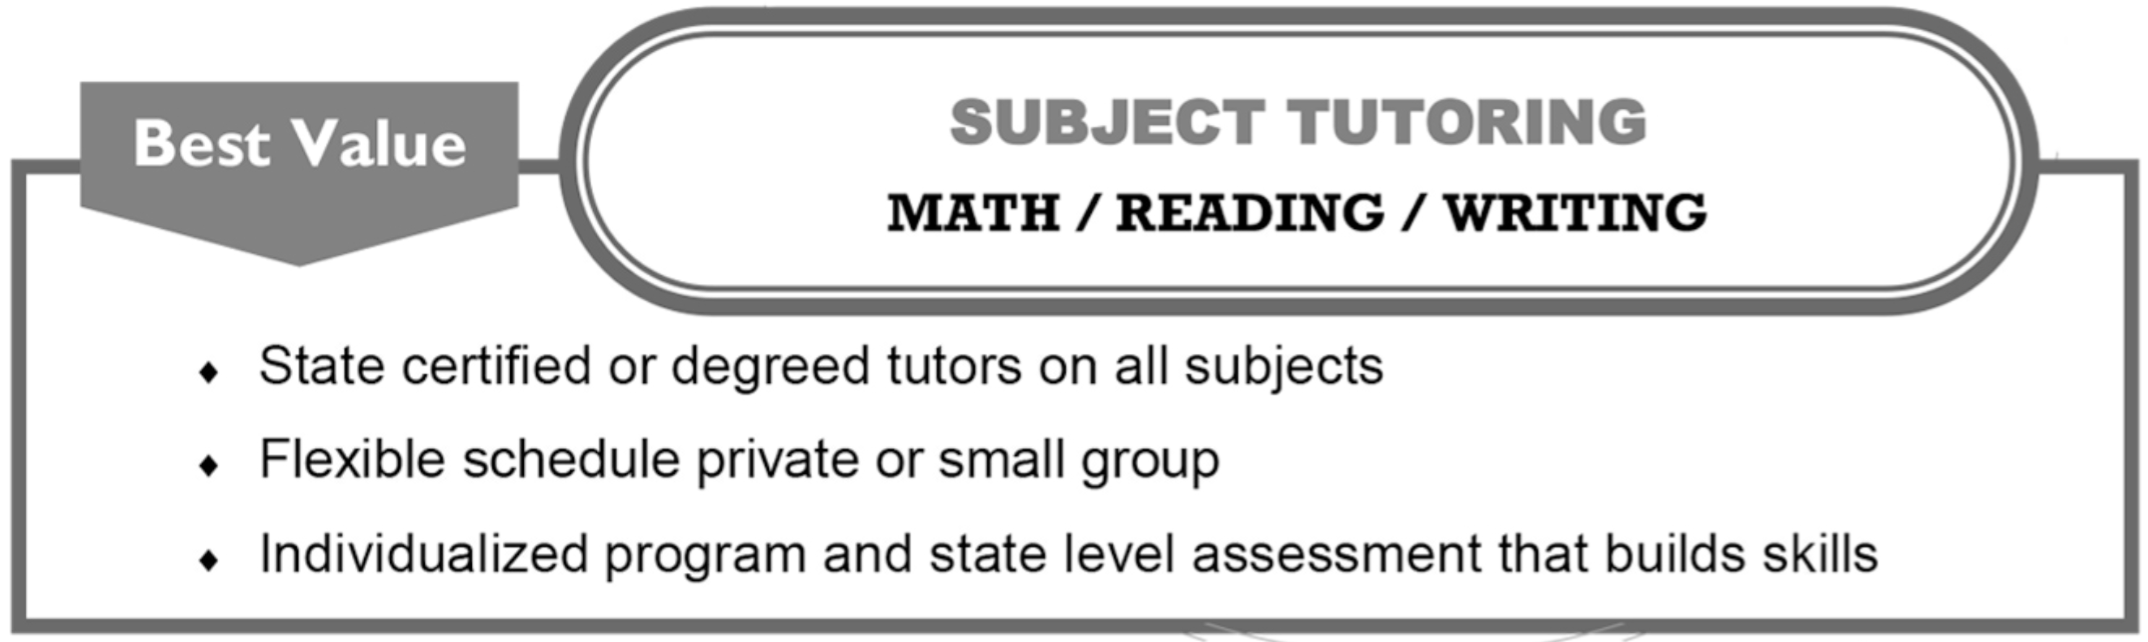 Best Value
SUBJECT TUTORING
MATH / READING / WRITING
♦ State certified or degreed tutors on all subjects
♦ Flexible schedule private or small group
♦ Individualized program and state level assessment that builds skills